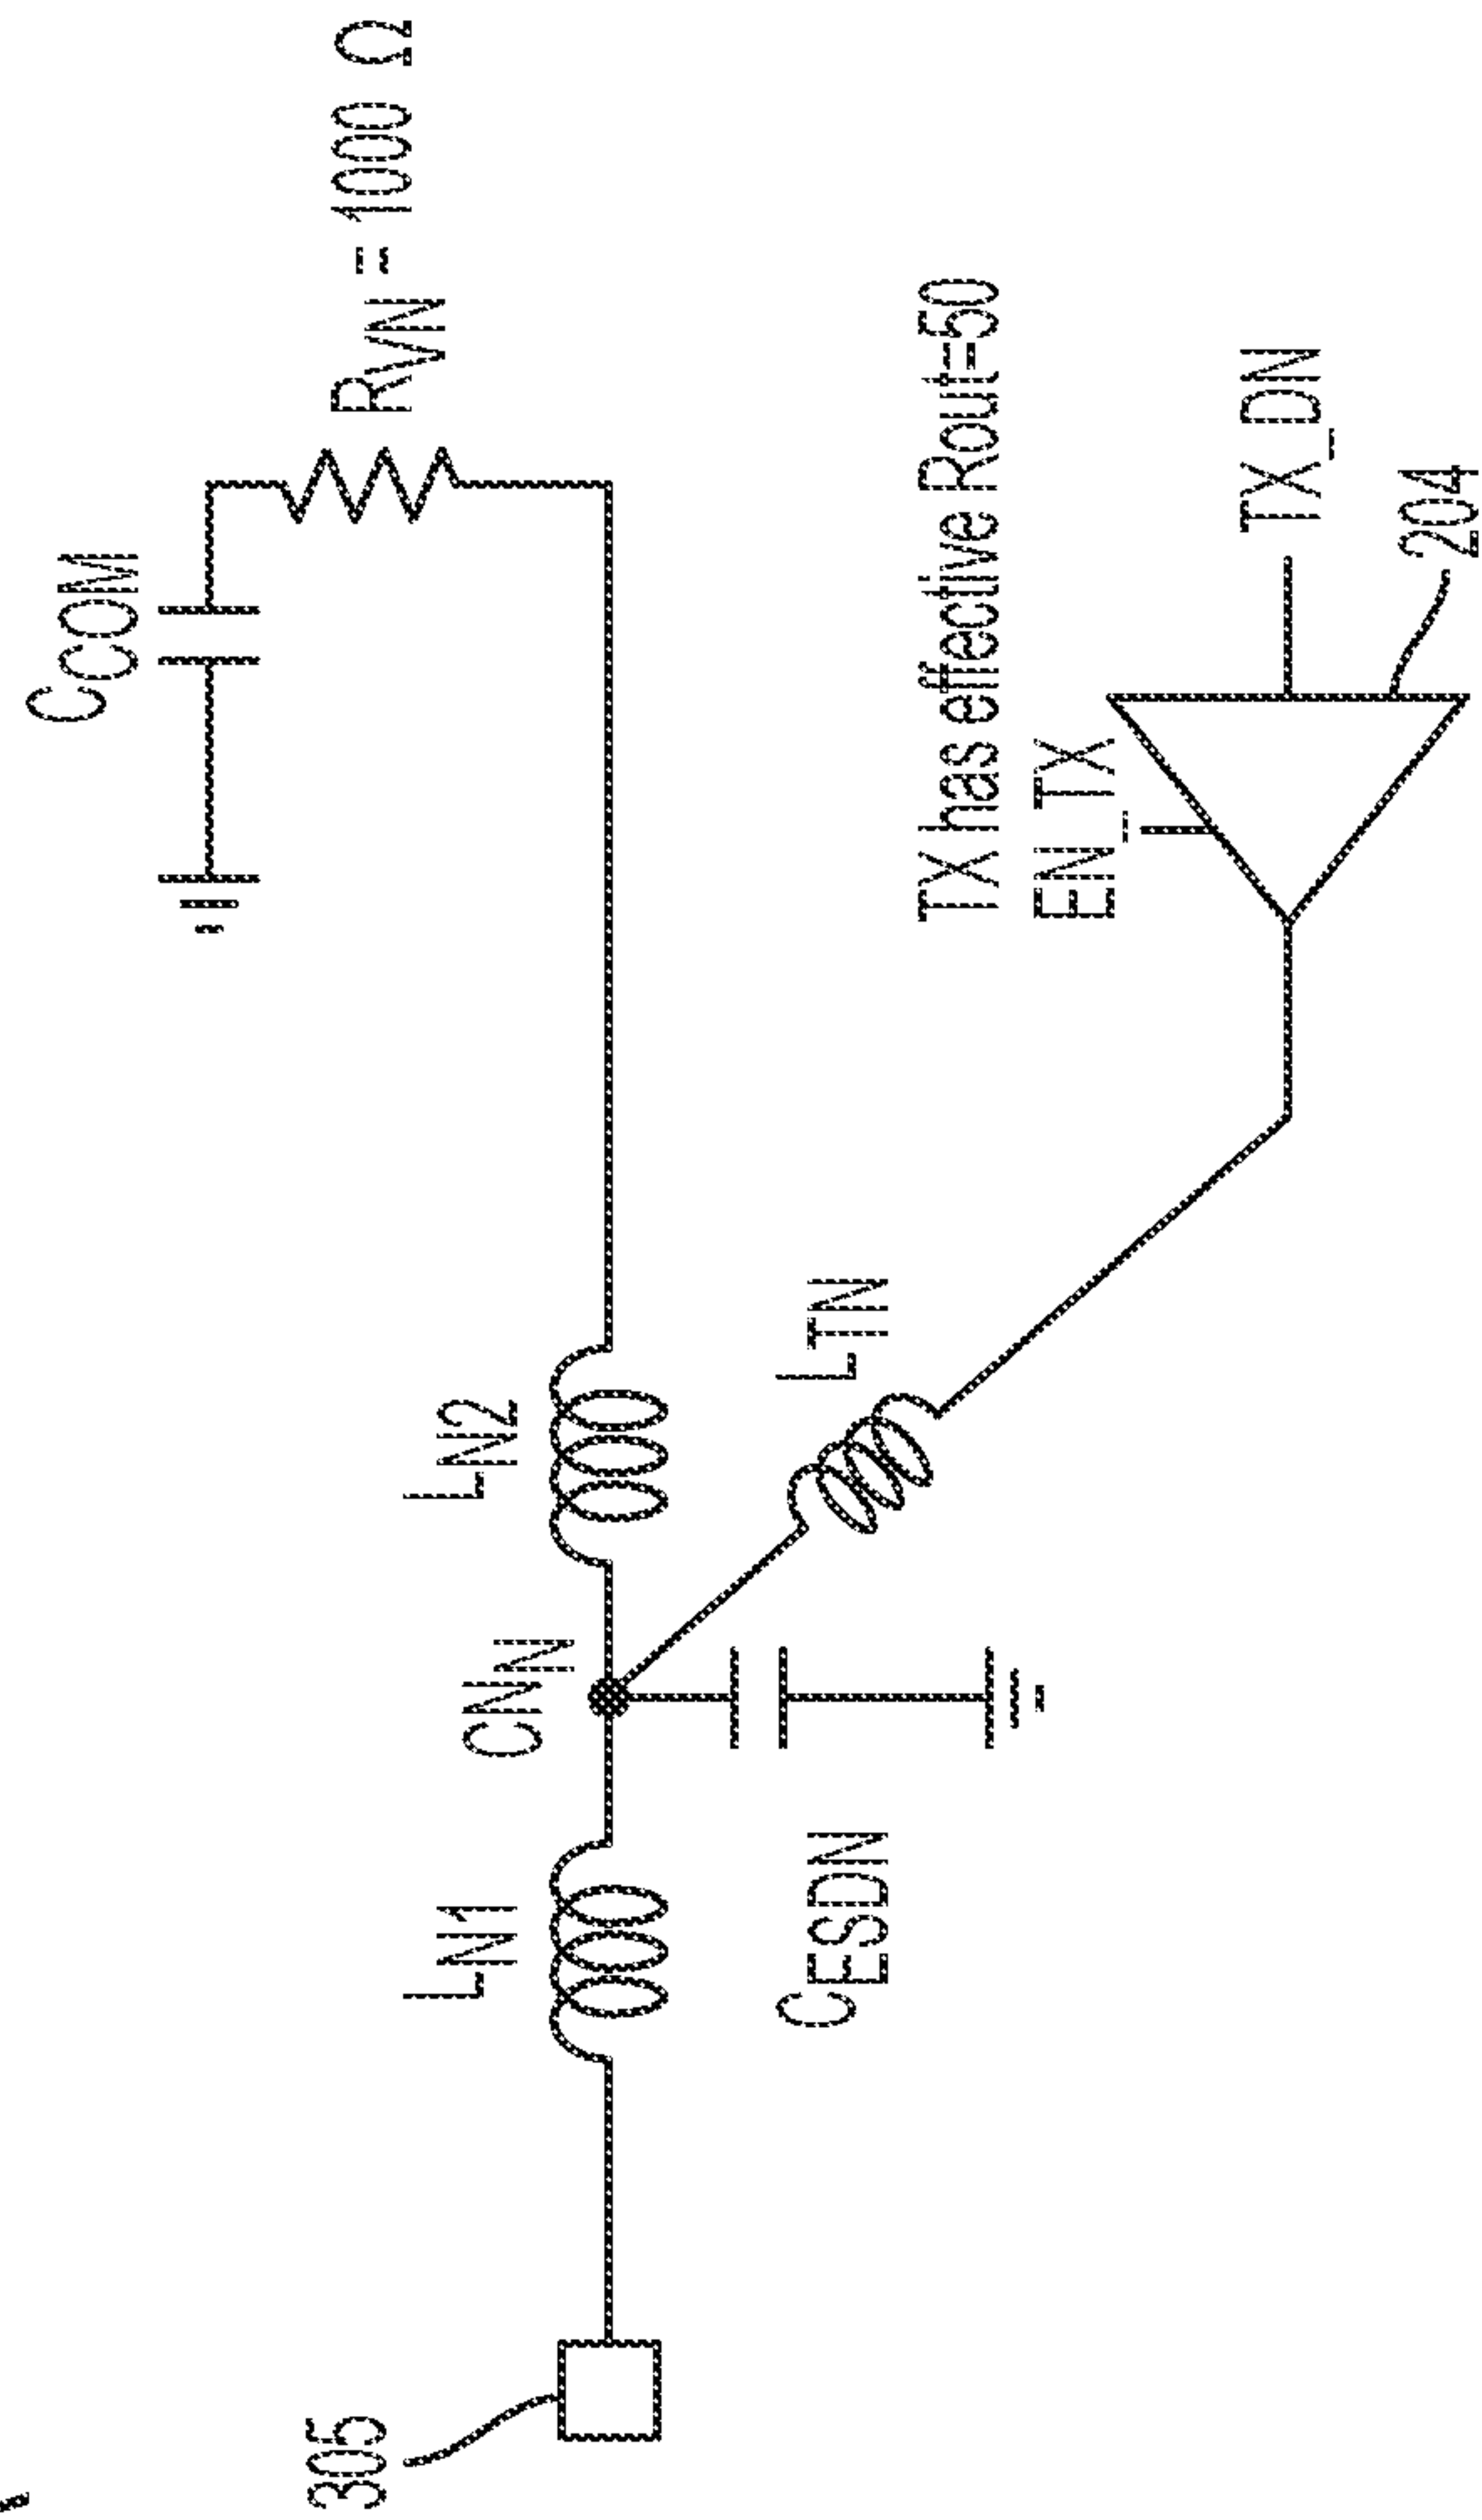 CCOM
RVN = 1000 Ω
LN1
CNN
LN2
305
CESDN
LTN
TX has effective Rout=50
EN_TX
TX_DN
204